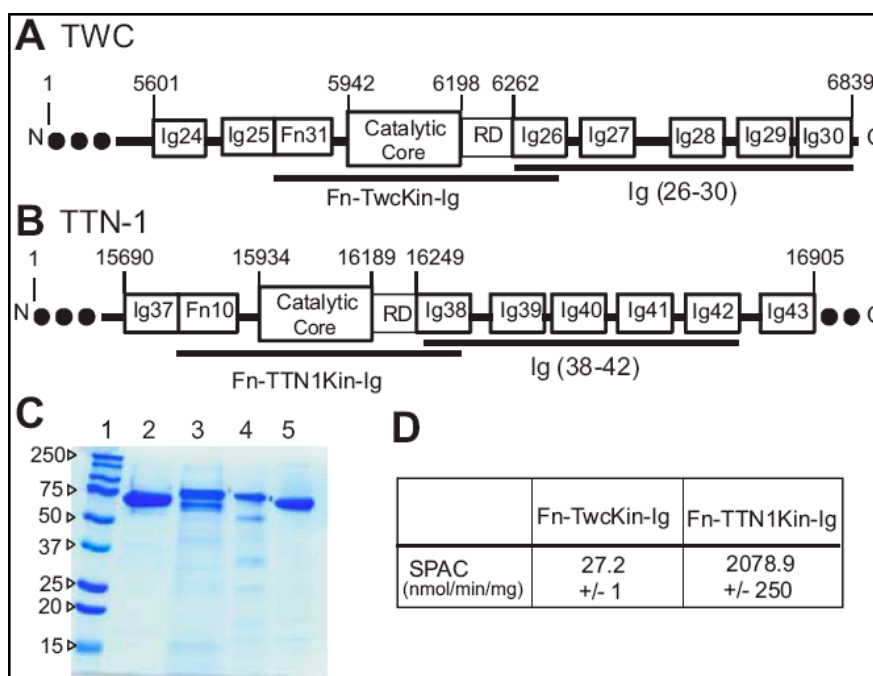 A TWC
1 5601 5942 6198 6262 6839
N Ig24 Ig25 Fn31 Catalytic Core RD Ig26 Ig27 Ig28 Ig29 Ig30
Fn-TwcKin-Ig Ig (26-30)
B TTN-1
1 15690 15934 16189 16249 16905
N Ig37 Fn10 Catalytic Core RD Ig38 Ig39 Ig40 Ig41 Ig42 Ig43
Fn-TTN1Kin-Ig Ig (38-42)
C 1 2 3 4 5
250
75
50
37
25
20
15
D
Fn-TwcKin-Ig Fn-TTN1Kin-Ig
SPAC 27.2 2078.9
(nmol/min/mg) +/- 1 +/- 250